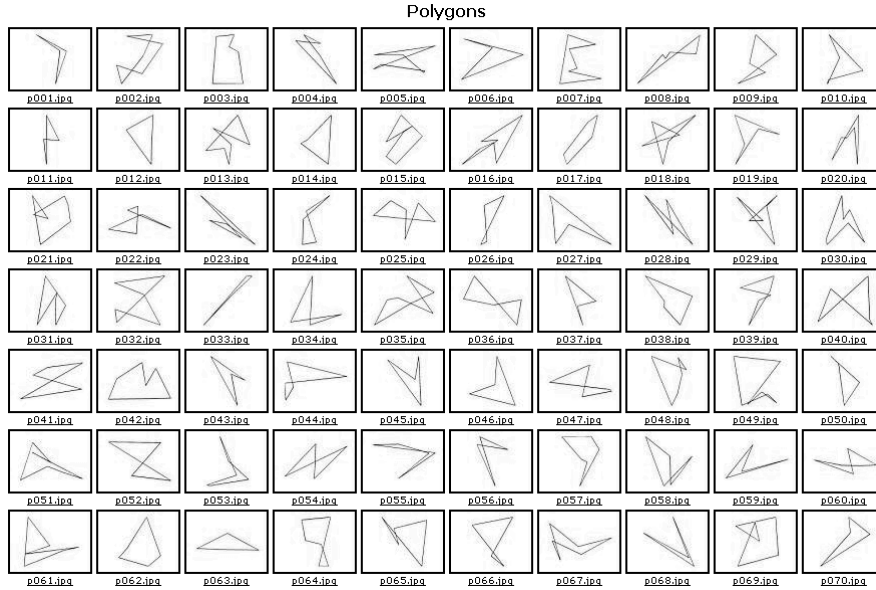 Polygons
p001.jpg p002.jpg p003.jpg p004.jpg p005.jpg p006.jpg p007.jpg p008.jpg p009.jpg p010.jpg
p011.jpg p012.jpg p013.jpg p014.jpg p015.jpg p016.jpg p017.jpg p018.jpg p019.jpg p020.jpg
p021.jpg p022.jpg p023.jpg p024.jpg p025.jpg p026.jpg p027.jpg p028.jpg p029.jpg p030.jpg
p031.jpg p032.jpg p033.jpg p034.jpg p035.jpg p036.jpg p037.jpg p038.jpg p039.jpg p040.jpg
p041.jpg p042.jpg p043.jpg p044.jpg p045.jpg p046.jpg p047.jpg p048.jpg p049.jpg p050.jpg
p051.jpg p052.jpg p053.jpg p054.jpg p055.jpg p056.jpg p057.jpg p058.jpg p059.jpg p060.jpg
p061.jpg p062.jpg p063.jpg p064.jpg p065.jpg p066.jpg p067.jpg p068.jpg p069.jpg p070.jpg